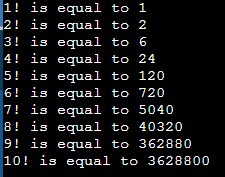 1! is equal to 1
2! is equal to 2
3! is equal to 6
4! is equal to 24
5! is equal to 120
6! is equal to 720
7! is equal to 5040
8! is equal to 40320
9! is equal to 362880
10! is equal to 3628800